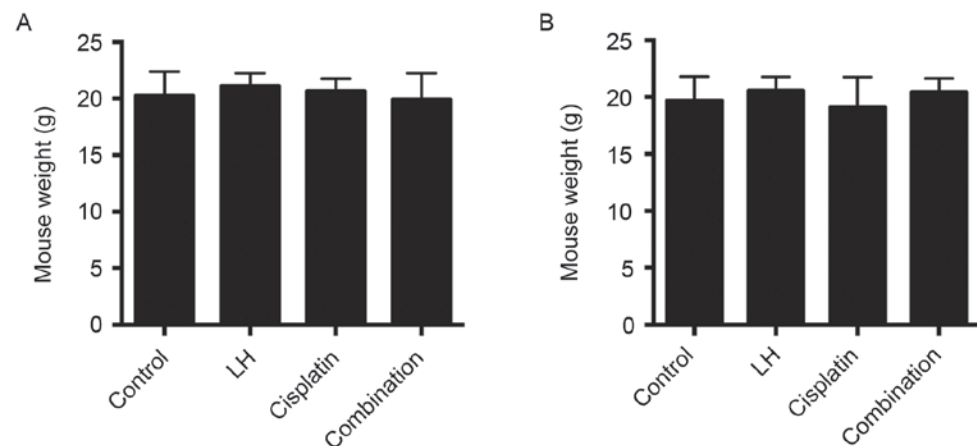 A
Mouse weight (g)
25
20
15
10
5
0
Control
LH
Cisplatin
Combination
B
Mouse weight (g)
25
20
15
10
5
0
Control
LH
Cisplatin
Combination